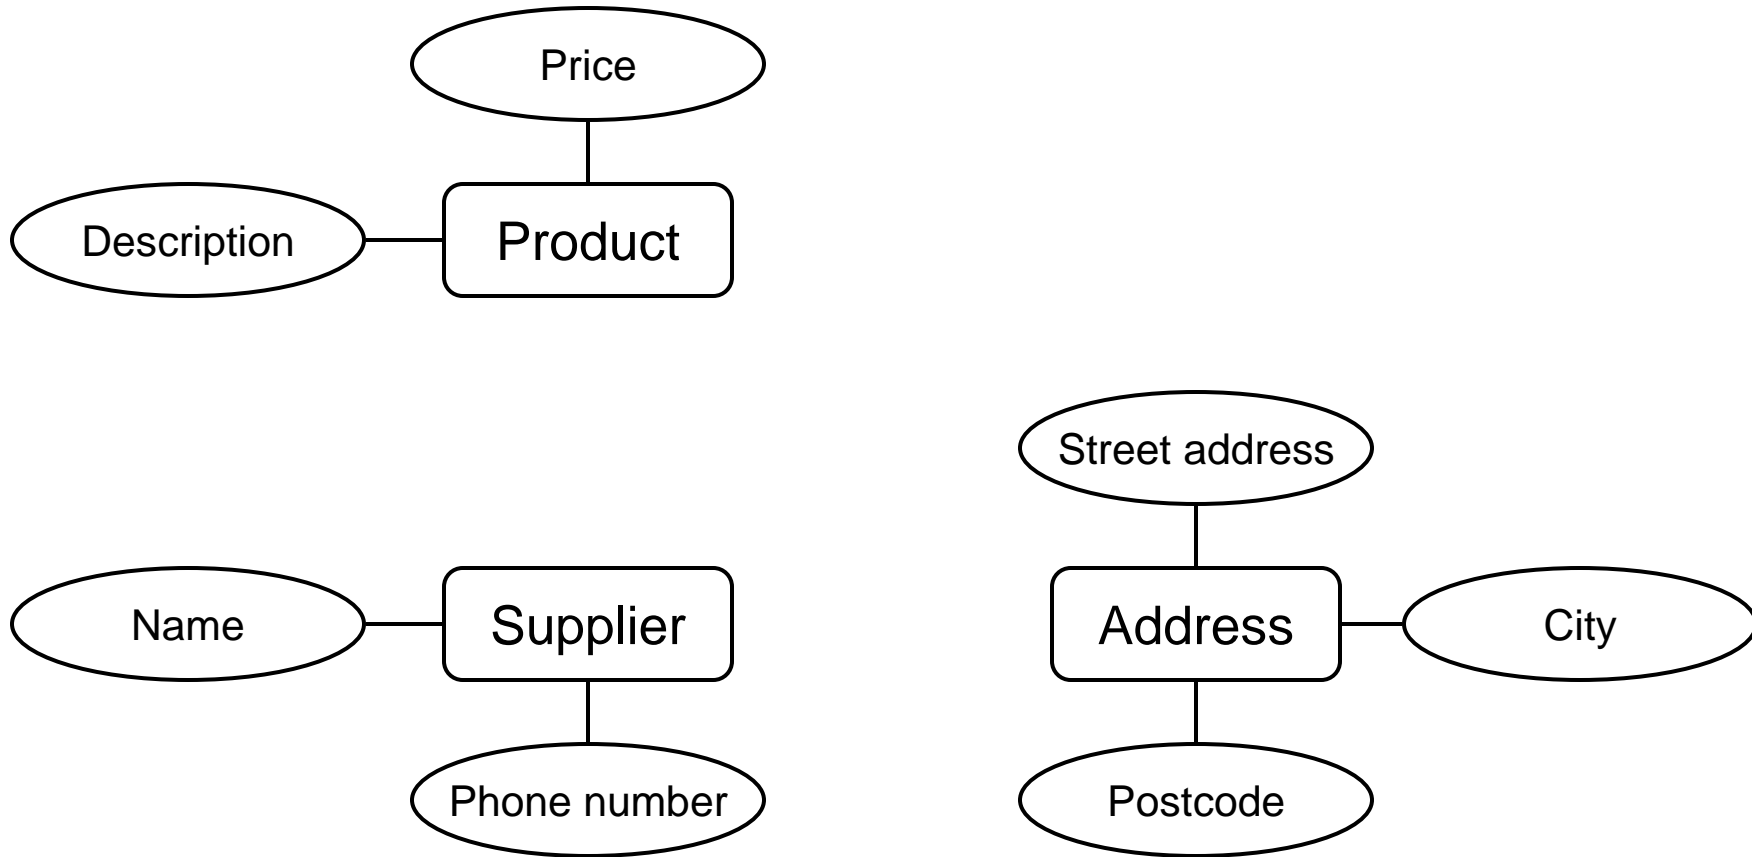 Price
Description
Product
Street address
Name
Supplier
Address
City
Phone number
Postcode